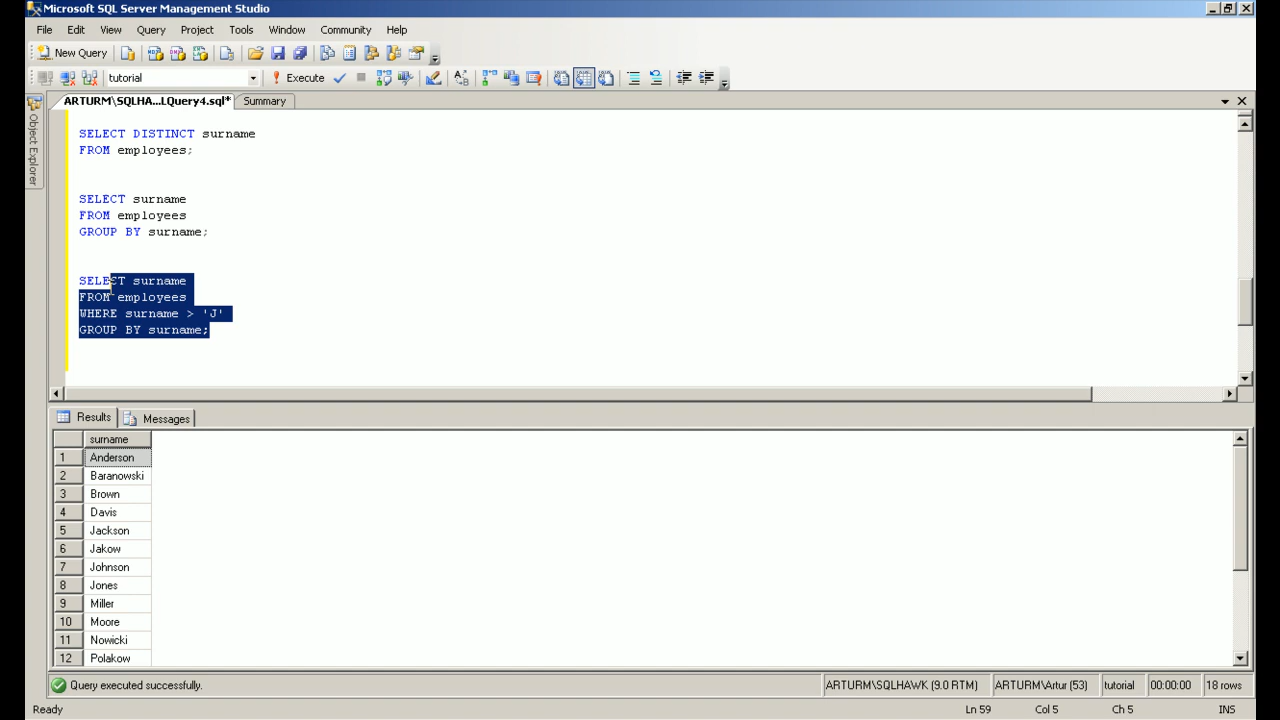 Microsoft SQL Server Management Studio
File Edit View Query Project Tools Window Community Help
New Query
tutorial Execute
ARTURM\SQLHA...LQuery4.sql* Summary
Object Explorer
SELECT DISTINCT surname
FROM employees;
SELECT surname
FROM employees
GROUP BY surname;
SELECT surname
FROM employees
WHERE surname > 'J'
GROUP BY surname;
Results Messages
surname
1 Anderson
2 Baranowski
3 Brown
4 Davis
5 Jackson
6 Jakow
7 Johnson
8 Jones
9 Miller
10 Moore
11 Nowicki
12 Polakow
Query executed successfully. ARTURM\SQLHAWK (9.0 RTM) ARTURM\Artur (53) tutorial 00:00:00 18 rows
Ready Ln 59 Col 5 Ch 5 INS